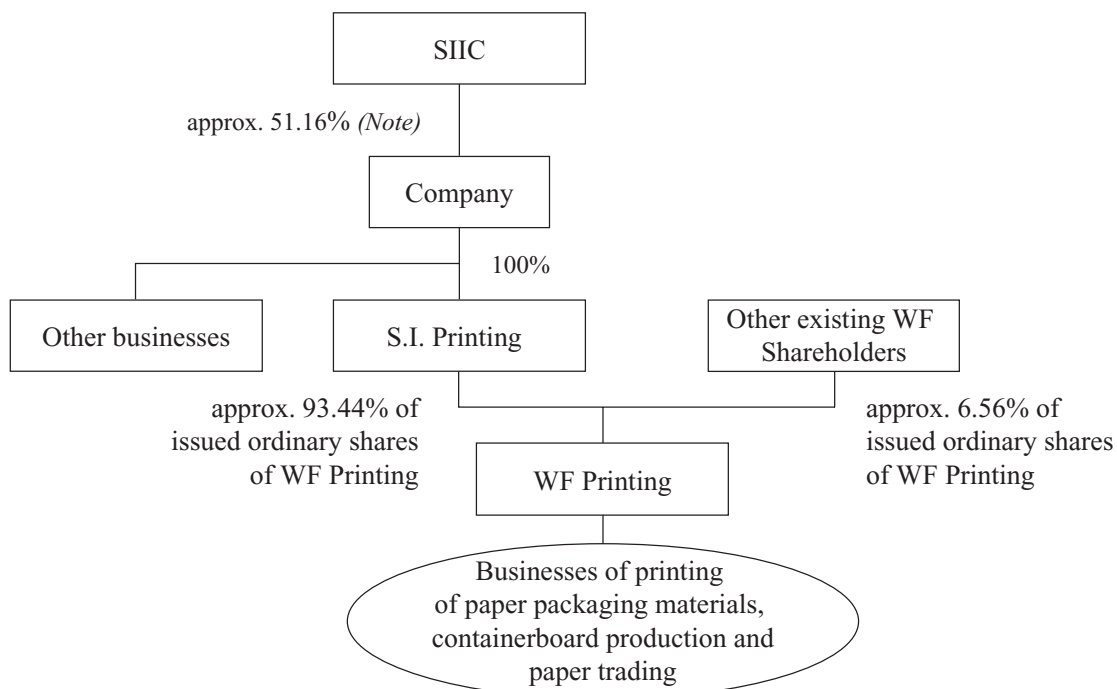 SIIC
approx. 51.16% (Note)
Company
100%
Other businesses
S.I. Printing
Other existing WF
Shareholders
approx. 93.44% of
issued ordinary shares
of WF Printing
approx. 6.56% of
issued ordinary shares
of WF Printing
WF Printing
Businesses of printing
of paper packaging materials,
containerboard production and
paper trading